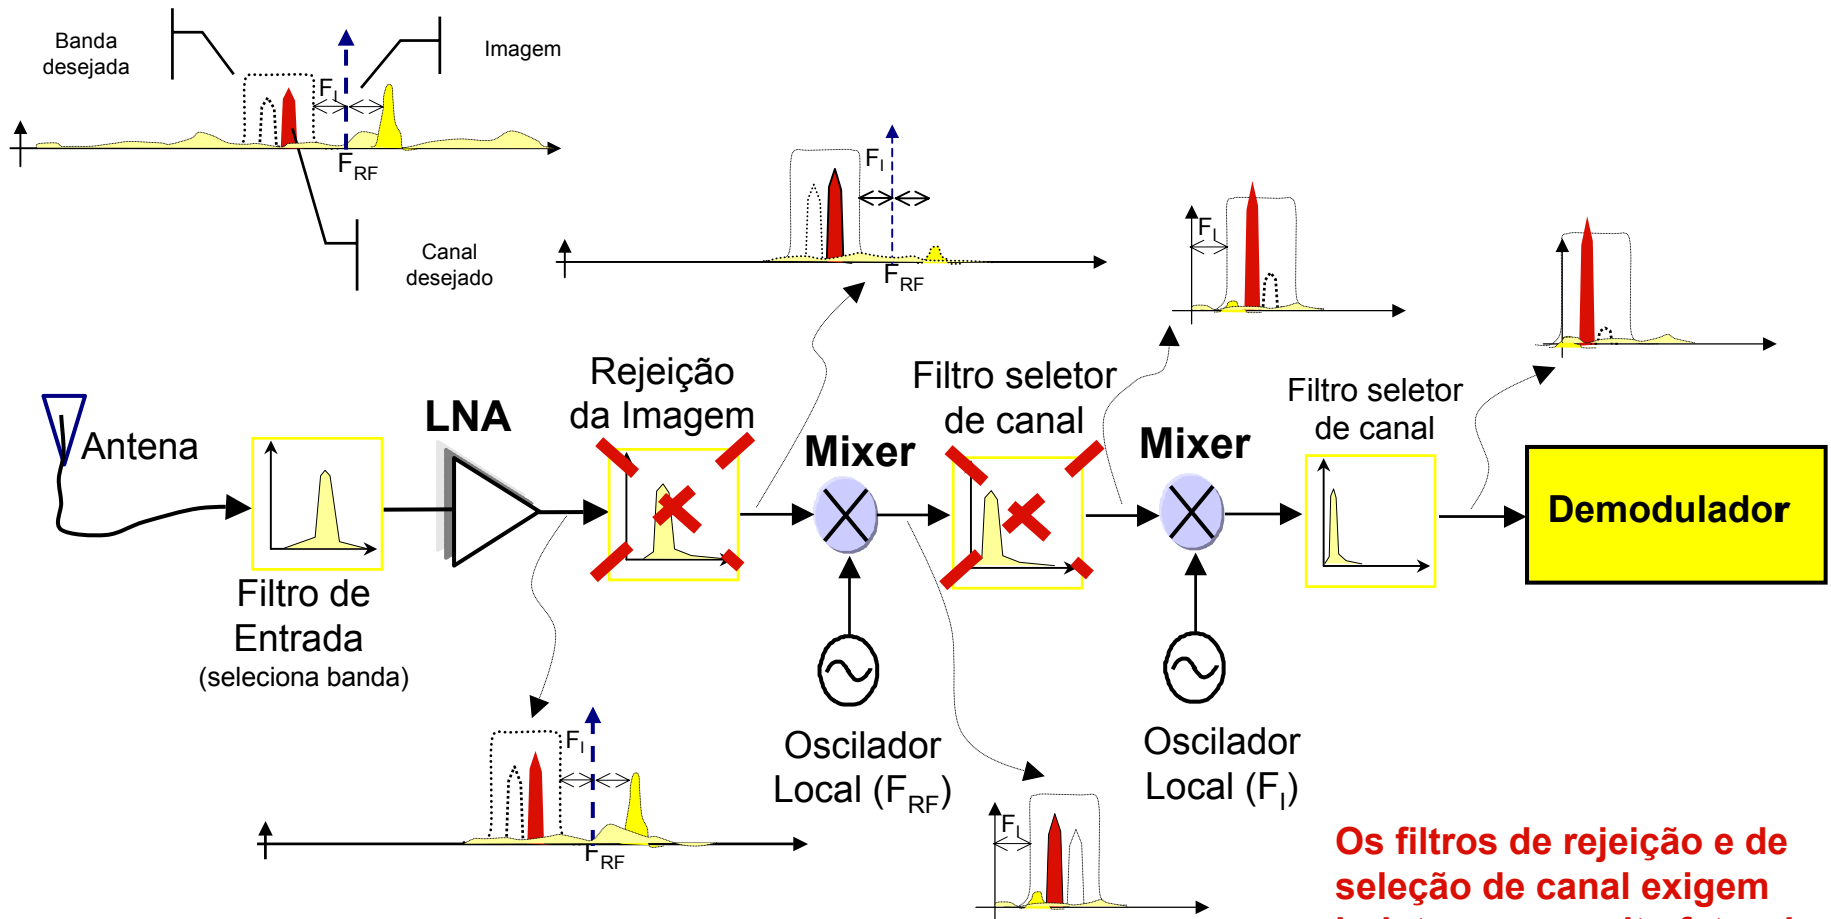 Banda
desejada
Imagem
F_I
F_RF
Canal
desejado
F_I
F_RF
F_I
Antena
LNA
Rejeição
da Imagem
Mixer
Filtro seletor
de canal
Mixer
Filtro seletor
de canal
Demodulador
Filtro de
Entrada
(seleciona banda)
F_I
F_RF
Oscilador
Local (F_RF)
Oscilador
Local (F_I)
F_I
Os filtros de rejeição e de
seleção de canal exigem